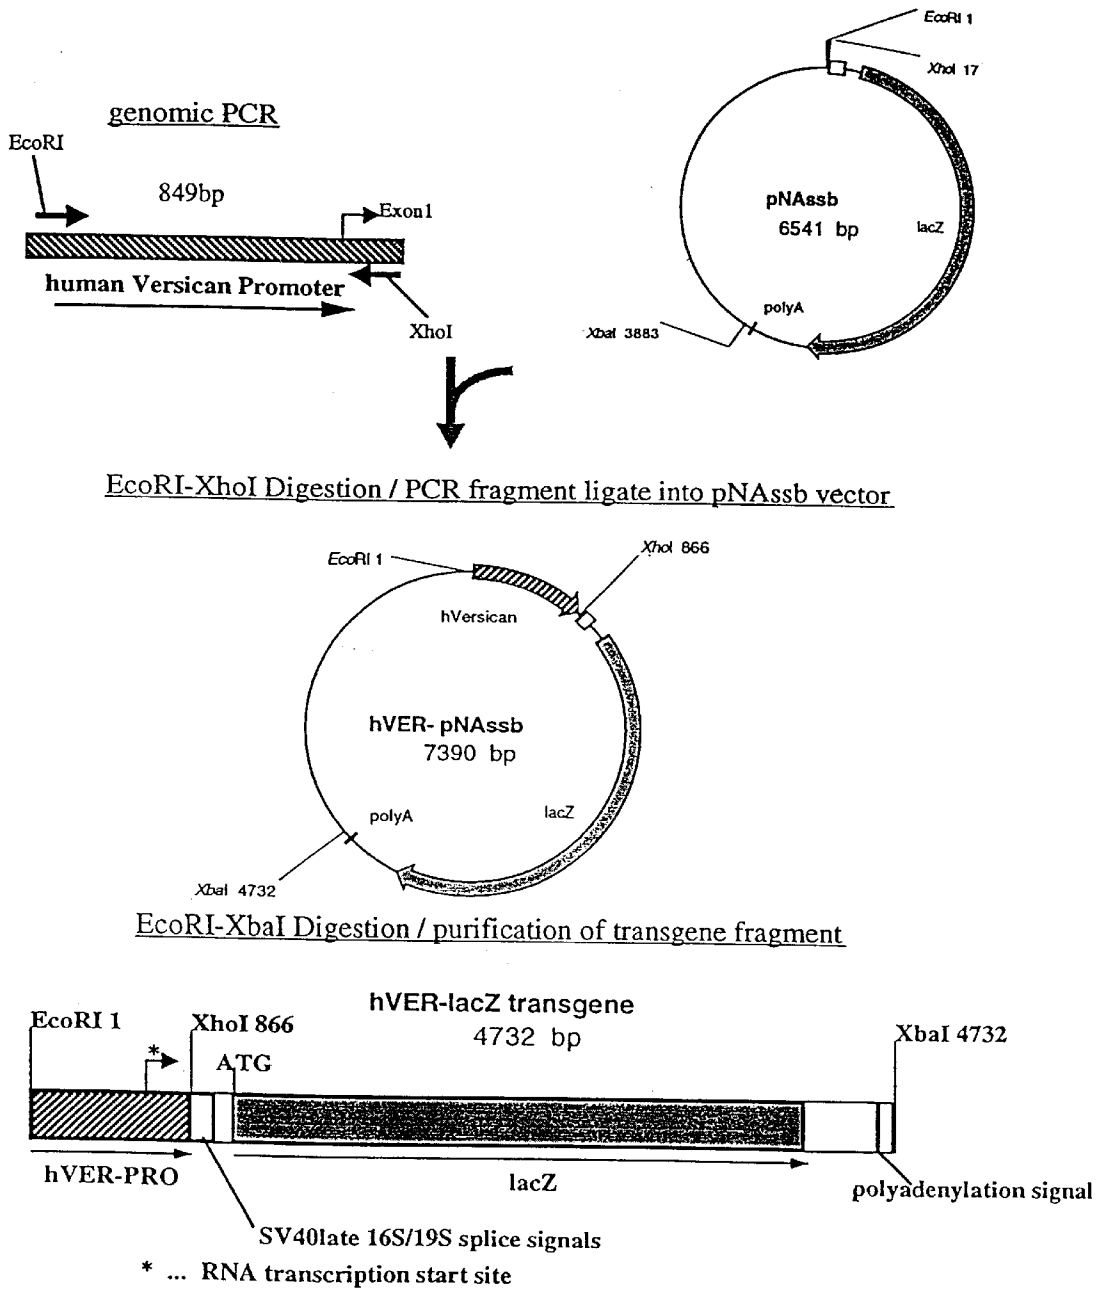 genomic PCR
EcoRI
849bp
Exon1
human Versican Promoter
XhoI
EcoRI 1
XhoI 17
pNAssb
6541 bp
lacZ
polyA
XbaI 3883
EcoRI-XhoI Digestion / PCR fragment ligate into pNAssb vector
EcoRI 1
XhoI 866
hVersican
hVER- pNAssb
7390 bp
polyA
lacZ
XbaI 4732
EcoRI-XbaI Digestion / purification of transgene fragment
hVER-lacZ transgene
4732 bp
EcoRI 1
XhoI 866
XbaI 4732
*
ATG
hVER-PRO
lacZ
polyadenylation signal
SV40late 16S/19S splice signals
* ... RNA transcription start site